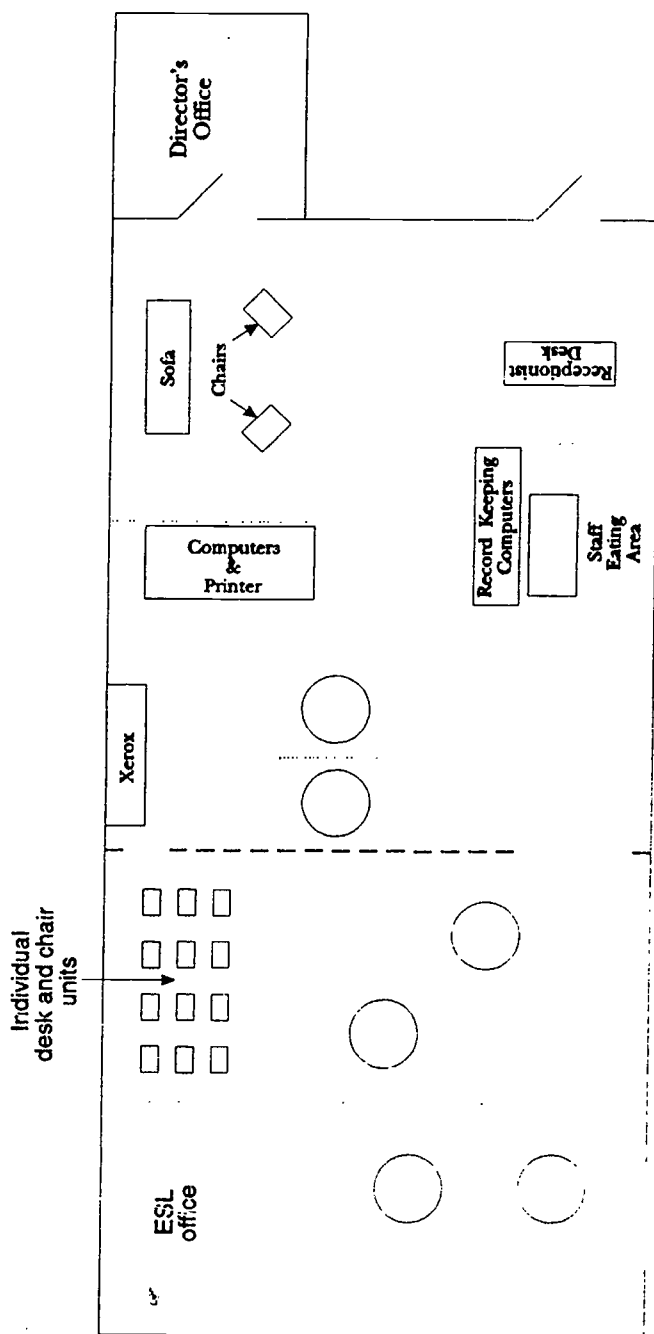 Director's
Office
Sofa
Chairs
Receptionist
Desk
Computers
&
Printer
Record Keeping
Computers
Staff
Eating
Area
Xerox
Individual
desk and chair
units
ESL
office